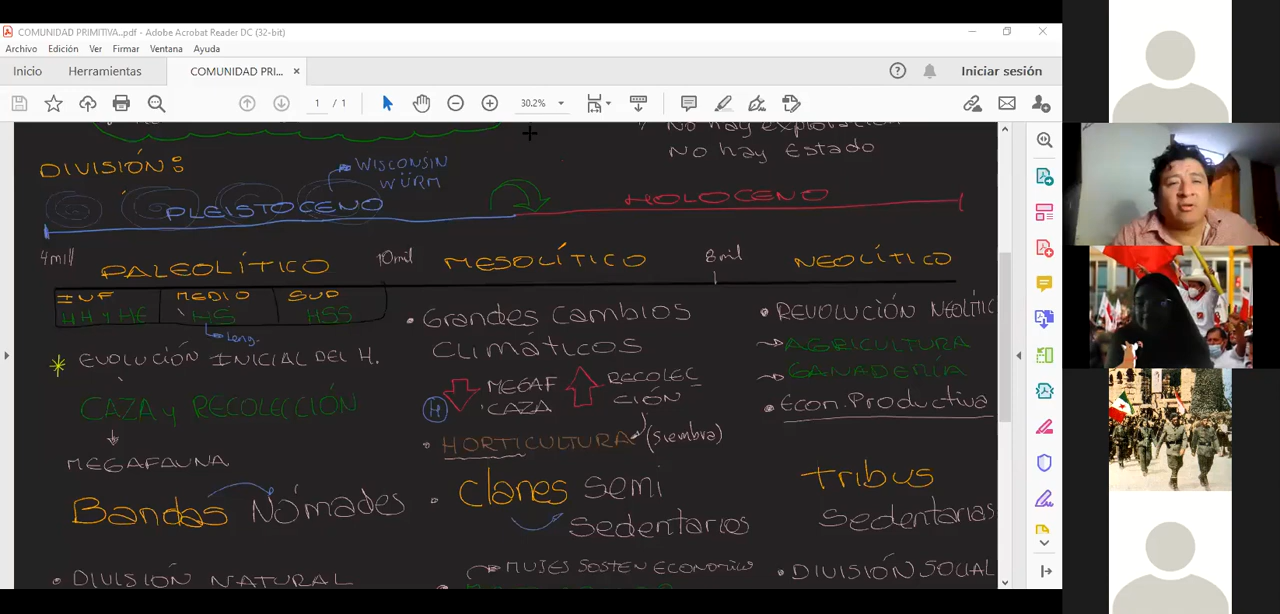 COMUNIDAD PRIMITIVA..pdf - Adobe Acrobat Reader DC (32-bit)
Archivo Edición Ver Firmar Ventana Ayuda
Inicio Herramientas COMUNIDAD PRI... × Iniciar sesión
1 / 1 30.2%
No hay explotación
No hay Estado
DIVISIÓN:
WISCONSIN
WÜRM
PLEISTOCENO
HOLOCENO
4mill PALEOLÍTICO 10mil MESOLÍTICO 8mil NEOLÍTICO
INF MEDIO SUP
HH y HE HS HSS
Leng.
* EVOLUCIÓN INICIAL DEL H.
CAZA y RECOLECCIÓN
MEGAFAUNA
Bandas Nómades
• DIVISIÓN NATURAL
• Grandes cambios
climáticos
H MEGAF
CAZA
RECOLEC
CIÓN
• HORTICULTURA (siembra)
• Clanes semi
sedentarios
MUJES SOSTEN ECONOMICO
• REVOLUCIÓN NEOLÍTIC
AGRICULTURA
GANADERÍA
• Econ. Productiva
Tribus
sedentarias
• DIVISIÓN SOCIAL